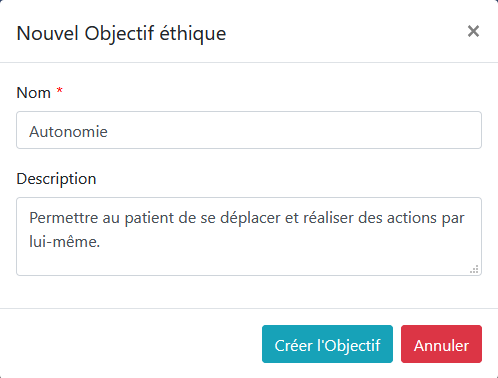 Nouvel Objectif éthique ×
Nom *
Autonomie
Description
Permettre au patient de se déplacer et réaliser des actions par
lui-même.
Créer l'Objectif Annuler